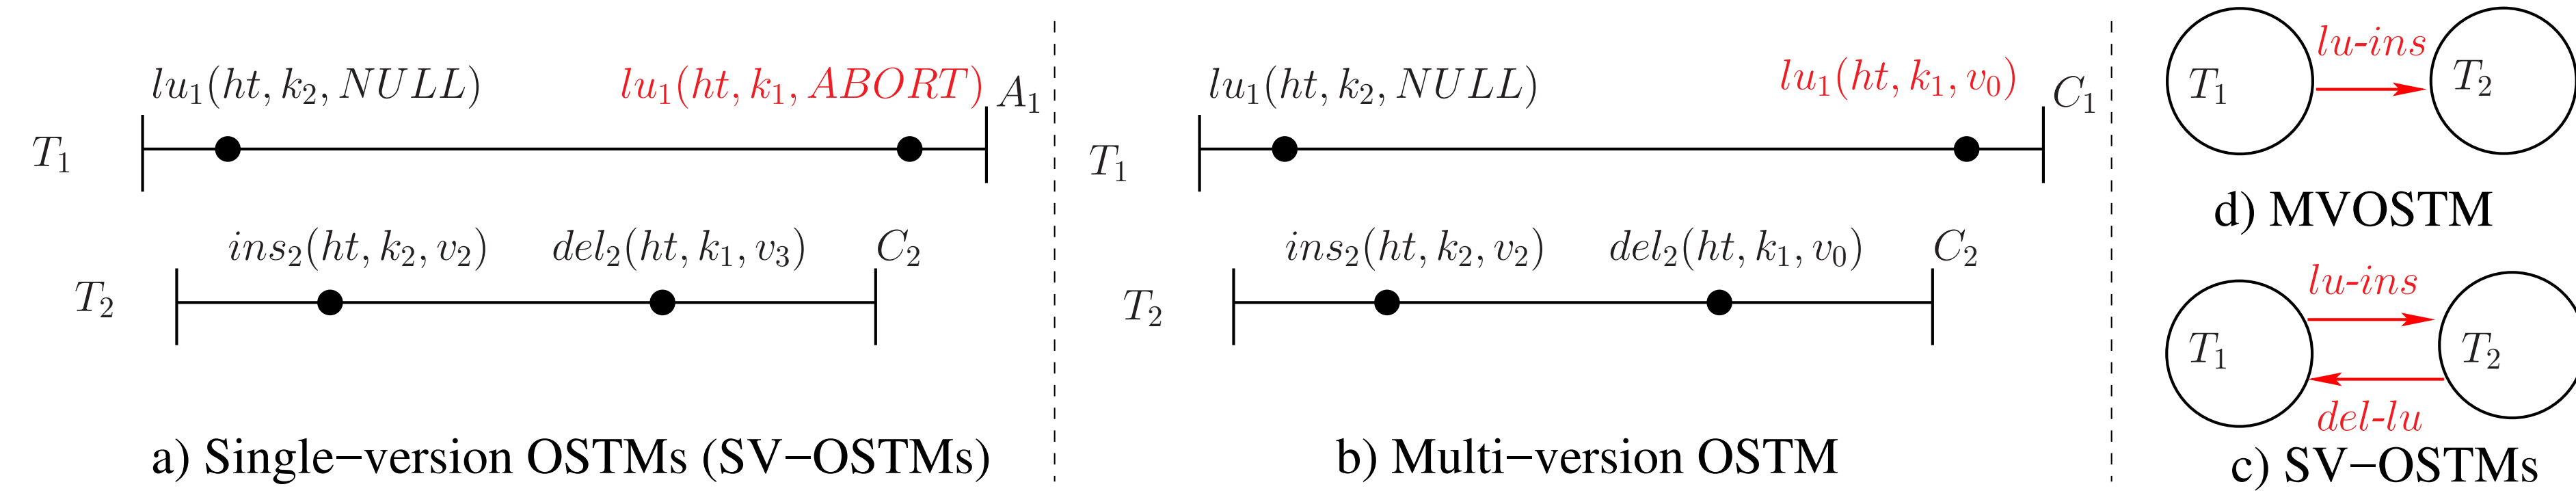 lu₁(ht, k₂, NULL) lu₁(ht, k₁, ABORT) A₁
T₁
ins₂(ht, k₂, v₂) del₂(ht, k₁, v₃) C₂
T₂
a) Single−version OSTMs (SV−OSTMs)
lu₁(ht, k₂, NULL) lu₁(ht, k₁, v₀) C₁
T₁
ins₂(ht, k₂, v₂) del₂(ht, k₁, v₀) C₂
T₂
b) Multi−version OSTM
lu-ins
T₁ T₂
d) MVOSTM
lu-ins
T₁ T₂
del-lu
c) SV−OSTMs